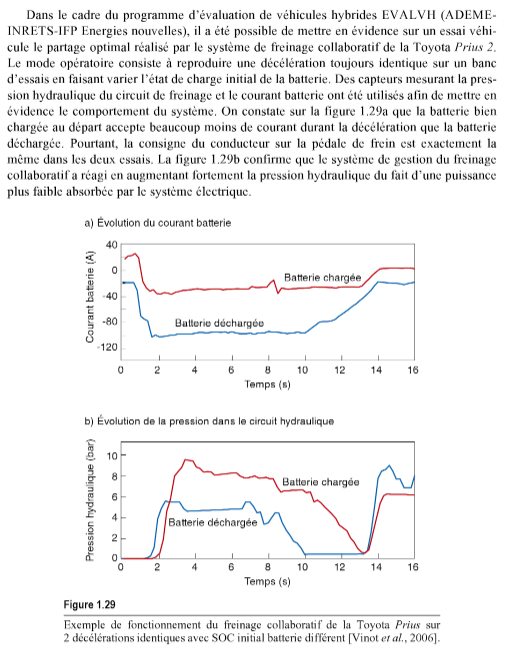 Dans le cadre du programme d'évaluation de véhicules hybrides EVALVH (ADEME-
INRETS-IFP Energies nouvelles), il a été possible de mettre en évidence sur un essai véhi-
cule le partage optimal réalisé par le système de freinage collaboratif de la Toyota Prius 2.
Le mode opératoire consiste à reproduire une décélération toujours identique sur un banc
d'essais en faisant varier l'état de charge initial de la batterie. Des capteurs mesurant la pres-
sion hydraulique du circuit de freinage et le courant batterie ont été utilisés afin de mettre en
évidence le comportement du système. On constate sur la figure 1.29a que la batterie bien
chargée au départ accepte beaucoup moins de courant durant la décélération que la batterie
déchargée. Pourtant, la consigne du conducteur sur la pédale de frein est exactement la
même dans les deux essais. La figure 1.29b confirme que le système de gestion du freinage
collaboratif a réagi en augmentant fortement la pression hydraulique du fait d'une puissance
plus faible absorbée par le système électrique.
a) Évolution du courant batterie
Courant batterie (A)
40
0
-40
-80
-120
Batterie chargée
Batterie déchargée
0 2 4 6 8 10 12 14 16
Temps (s)
b) Évolution de la pression dans le circuit hydraulique
Pression hydraulique (bar)
10
8
6
4
2
0
Batterie chargée
Batterie déchargée
0 2 4 6 8 10 12 14 16
Temps (s)
Figure 1.29
Exemple de fonctionnement du freinage collaboratif de la Toyota Prius sur
2 décélérations identiques avec SOC initial batterie différent [Vinot et al., 2006].